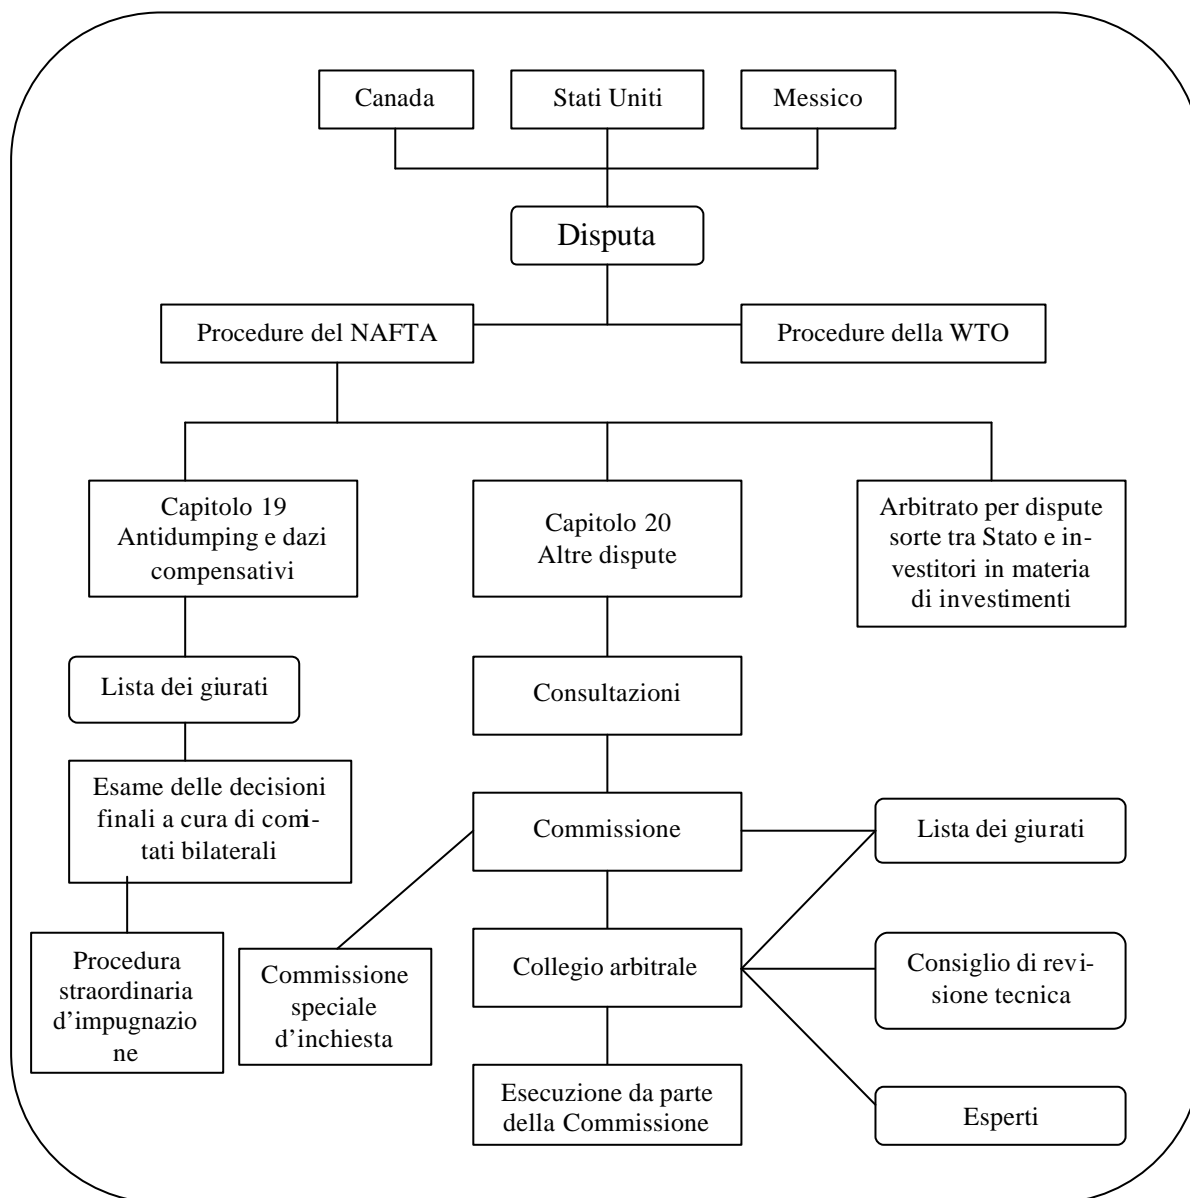 Canada
Stati Uniti
Messico
Disputa
Procedure del NAFTA
Procedure della WTO
Capitolo 19
Antidumping e dazi
compensativi
Capitolo 20
Altre dispute
Arbitrato per dispute
sorte tra Stato e in-
vestitori in materia
di investimenti
Lista dei giurati
Consultazioni
Esame delle decisioni
finali a cura di comi-
tati bilaterali
Commissione
Lista dei giurati
Procedura
straordinaria
d’impugnazio
ne
Commissione
speciale
d’inchiesta
Collegio arbitrale
Consiglio di revi-
sione tecnica
Esecuzione da parte
della Commissione
Esperti